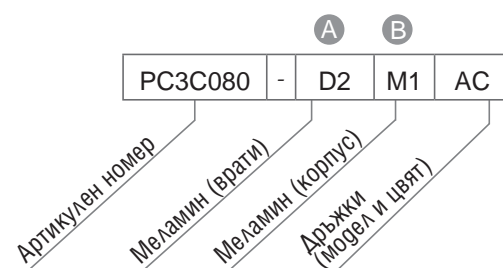 A B
PC3C080 - D2 M1 AC
Артикулен номер
Меламин (врати)
Меламин (корпус)
Дръжки
(модел и цвят)